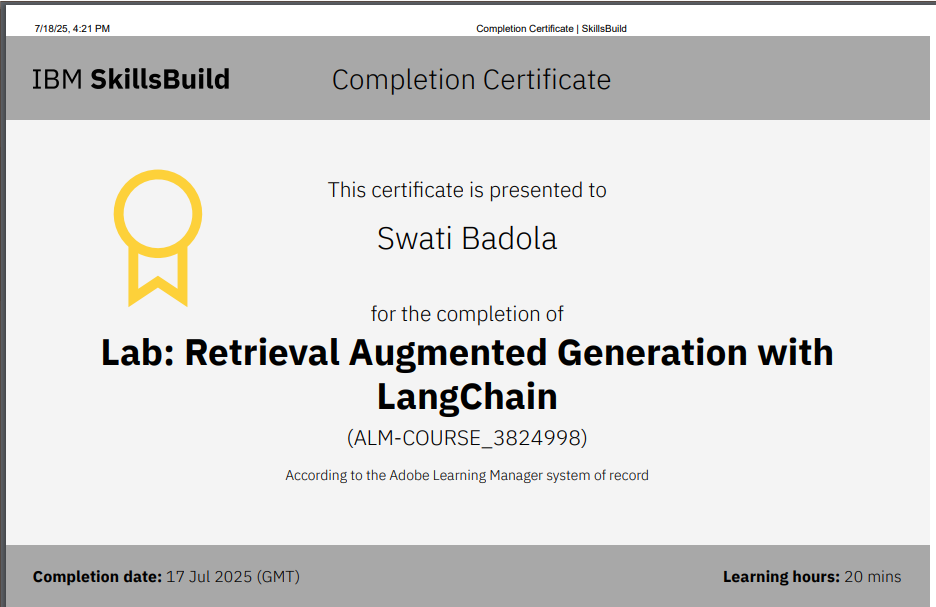 7/18/25, 4:21 PM Completion Certificate | SkillsBuild
IBM SkillsBuild Completion Certificate
This certificate is presented to
Swati Badola
for the completion of
Lab: Retrieval Augmented Generation with
LangChain
(ALM-COURSE_3824998)
According to the Adobe Learning Manager system of record
Completion date: 17 Jul 2025 (GMT) Learning hours: 20 mins